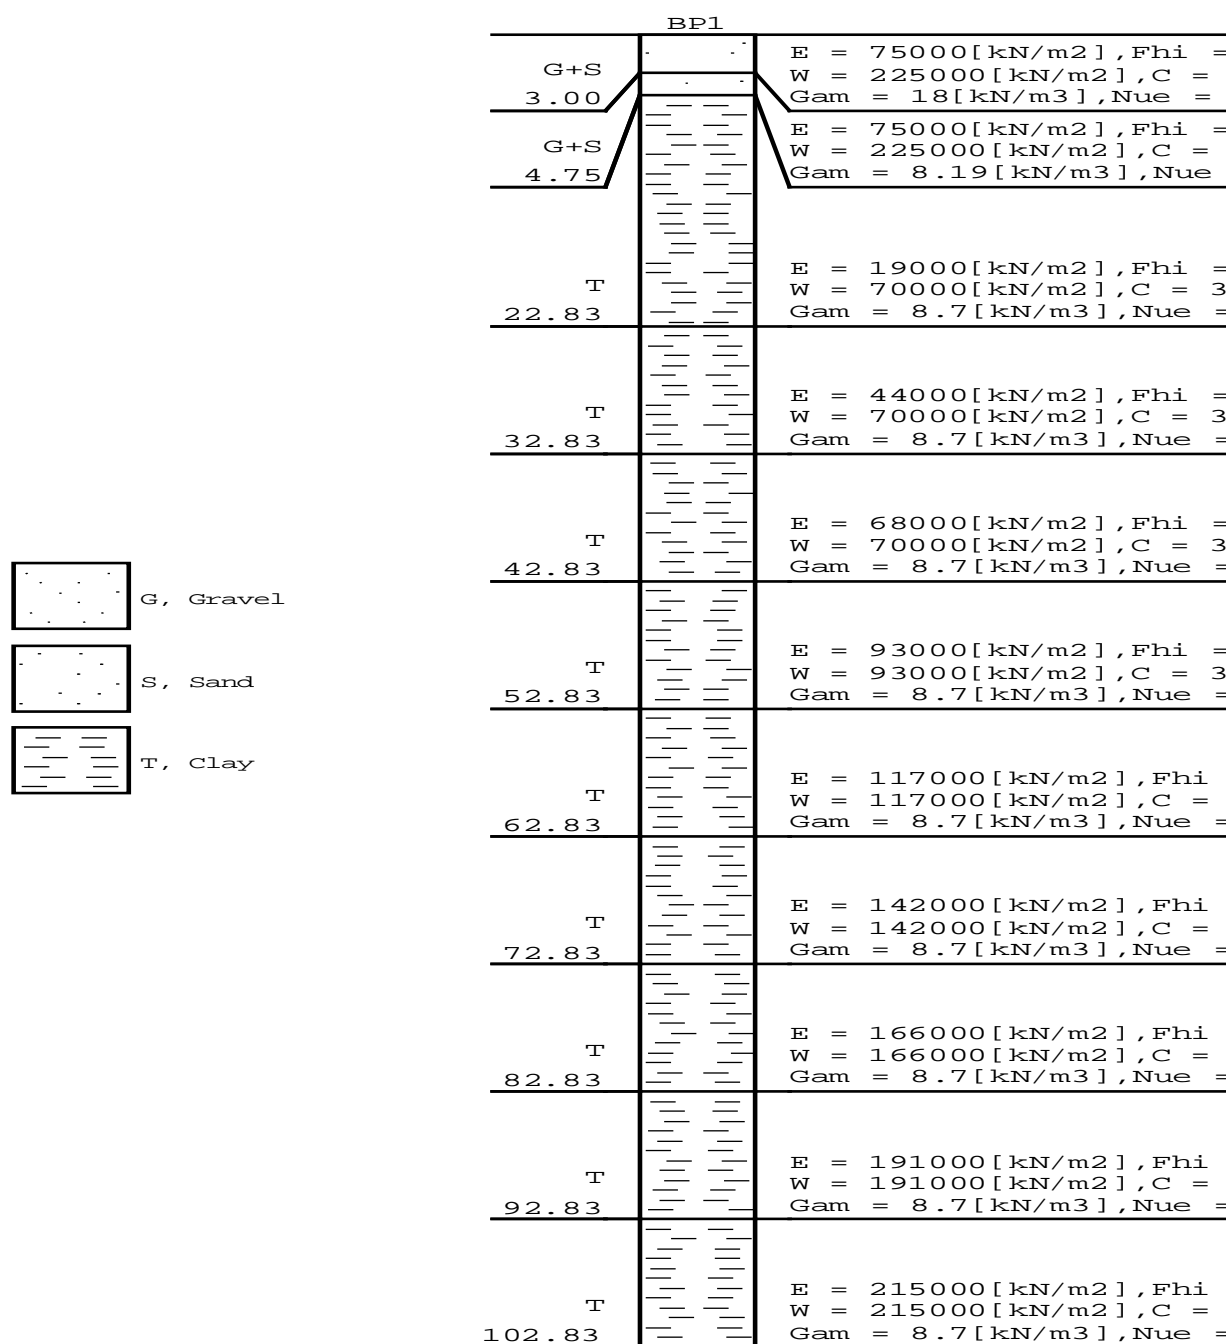 BP1
G+S
3.00
E = 75000[kN/m2],Fhi =
W = 225000[kN/m2],C =
Gam = 18[kN/m3],Nue =
G+S
4.75
E = 75000[kN/m2],Fhi =
W = 225000[kN/m2],C =
Gam = 8.19[kN/m3],Nue
T
22.83
E = 19000[kN/m2],Fhi =
W = 70000[kN/m2],C = 3
Gam = 8.7[kN/m3],Nue =
T
32.83
E = 44000[kN/m2],Fhi =
W = 70000[kN/m2],C = 3
Gam = 8.7[kN/m3],Nue =
T
42.83
E = 68000[kN/m2],Fhi =
W = 70000[kN/m2],C = 3
Gam = 8.7[kN/m3],Nue =
T
52.83
E = 93000[kN/m2],Fhi =
W = 93000[kN/m2],C = 3
Gam = 8.7[kN/m3],Nue =
T
62.83
E = 117000[kN/m2],Fhi
W = 117000[kN/m2],C =
Gam = 8.7[kN/m3],Nue =
T
72.83
E = 142000[kN/m2],Fhi
W = 142000[kN/m2],C =
Gam = 8.7[kN/m3],Nue =
T
82.83
E = 166000[kN/m2],Fhi
W = 166000[kN/m2],C =
Gam = 8.7[kN/m3],Nue =
T
92.83
E = 191000[kN/m2],Fhi
W = 191000[kN/m2],C =
Gam = 8.7[kN/m3],Nue =
T
102.83
E = 215000[kN/m2],Fhi
W = 215000[kN/m2],C =
Gam = 8.7[kN/m3],Nue =
G, Gravel
S, Sand
T, Clay